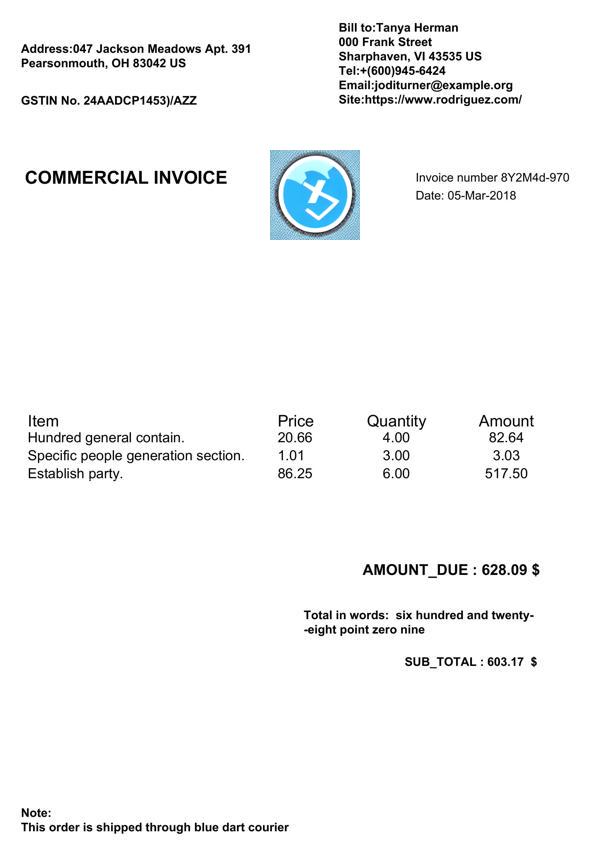 Address:047 Jackson Meadows Apt. 391
Pearsonmouth, OH 83042 US
GSTIN No. 24AADCP1453)/AZZ
Bill to:Tanya Herman
000 Frank Street
Sharphaven, VI 43535 US
Tel:+(600)945-6424
Email:joditurner@example.org
Site:https://www.rodriguez.com/
COMMERCIAL INVOICE
Invoice number 8Y2M4d-970
Date: 05-Mar-2018
Item Price Quantity Amount
Hundred general contain. 20.66 4.00 82.64
Specific people generation section. 1.01 3.00 3.03
Establish party. 86.25 6.00 517.50
AMOUNT_DUE : 628.09 $
Total in words: six hundred and twenty-
-eight point zero nine
SUB_TOTAL : 603.17 $
Note:
This order is shipped through blue dart courier